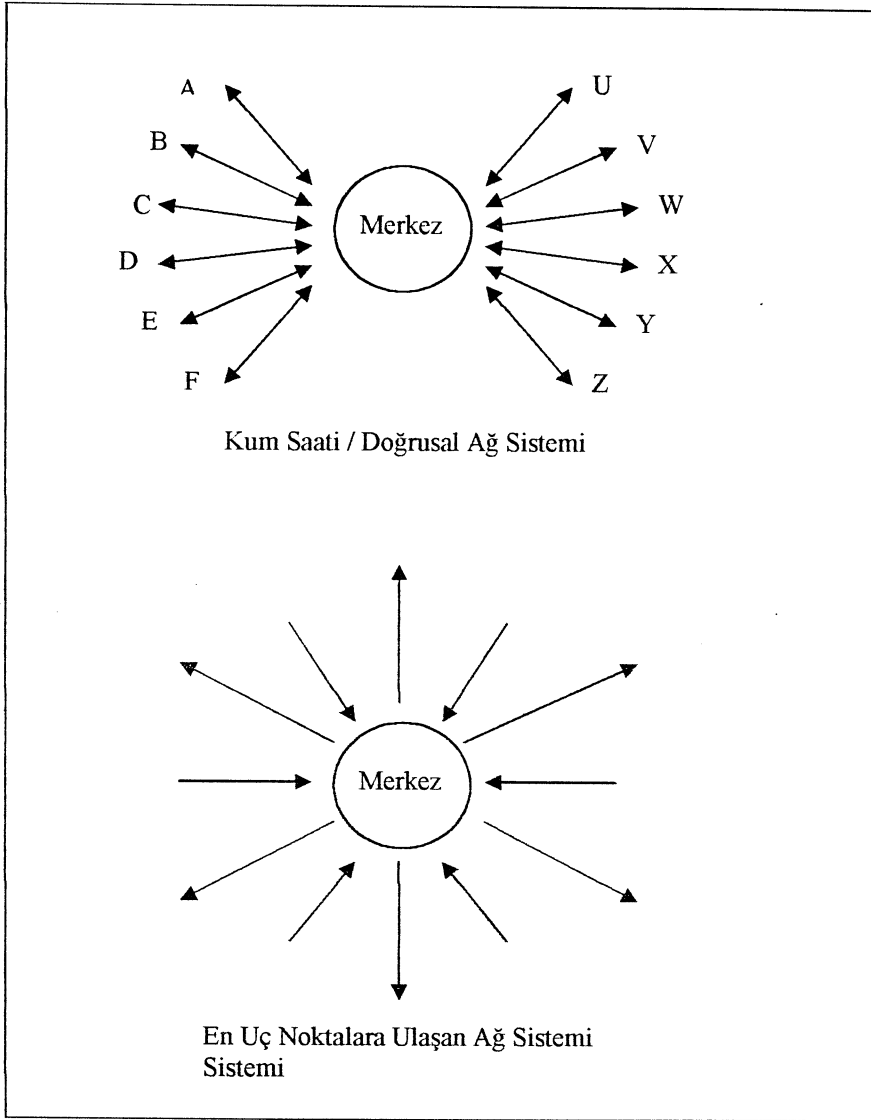 A U
B V
C W
Merkez
D X
E Y
F Z
Kum Saati / Doğrusal Ağ Sistemi
Merkez
En Uç Noktalara Ulaşan Ağ Sistemi
Sistemi